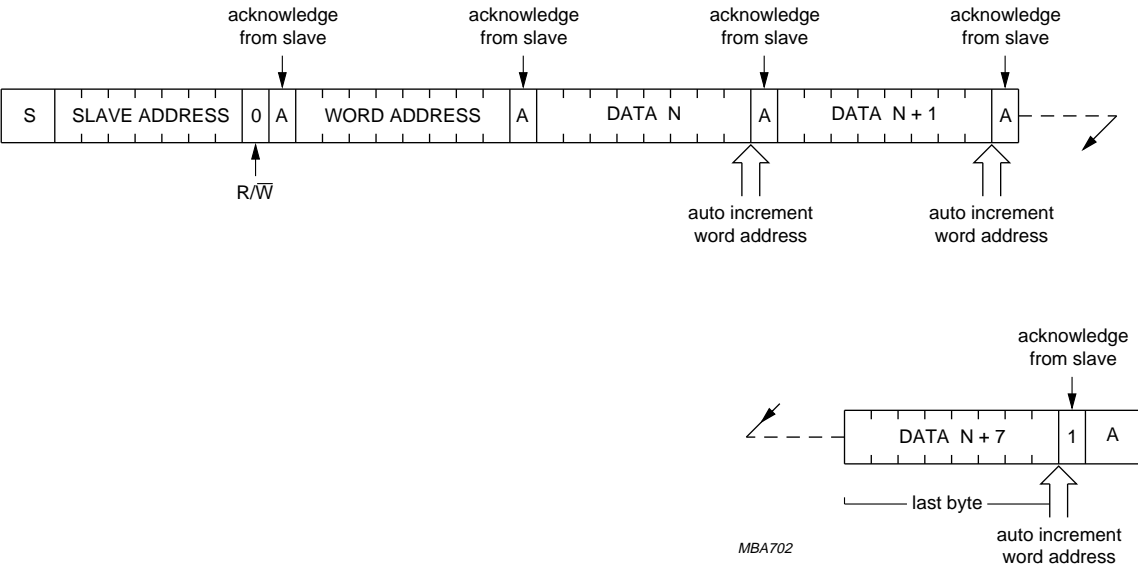 acknowledge
from slave
acknowledge
from slave
acknowledge
from slave
acknowledge
from slave
S SLAVE ADDRESS 0 A WORD ADDRESS A DATA N A DATA N + 1 A
R/W̅
auto increment
word address
auto increment
word address
acknowledge
from slave
DATA N + 7 1 A
last byte
auto increment
word address
MBA702